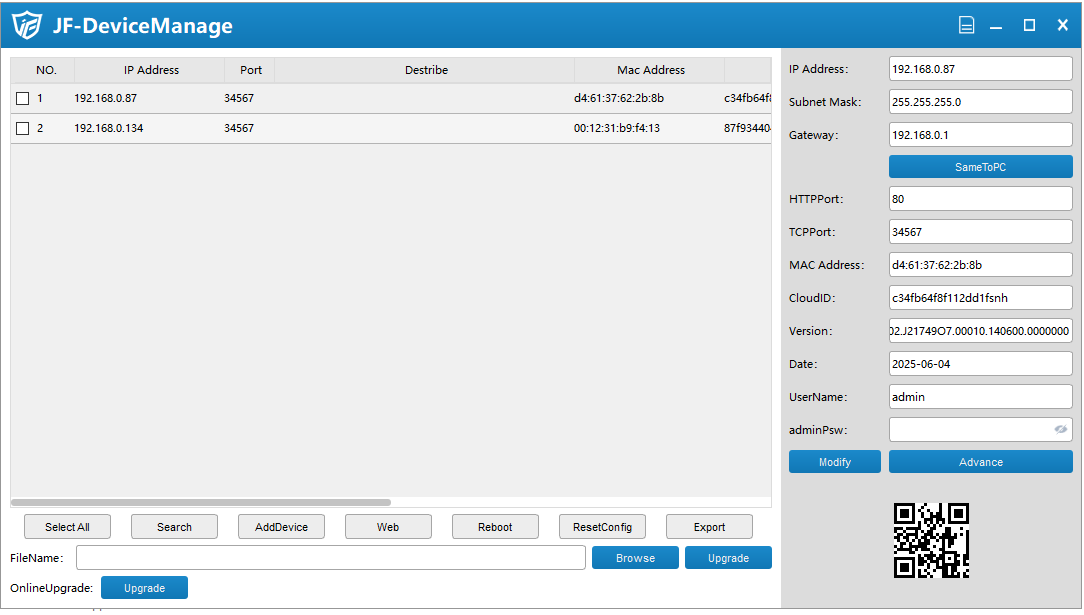 JF-DeviceManage
NO. IP Address Port Destribe Mac Address
1 192.168.0.87 34567 d4:61:37:62:2b:8b c34fb64f8
2 192.168.0.134 34567 00:12:31:b9:f4:13 87f93440
Select All Search AddDevice Web Reboot ResetConfig Export
FileName: Browse Upgrade
OnlineUpgrade: Upgrade
IP Address: 192.168.0.87
Subnet Mask: 255.255.255.0
Gateway: 192.168.0.1
SameToPC
HTTPPort: 80
TCPPort: 34567
MAC Address: d4:61:37:62:2b:8b
CloudID: c34fb64f8f112dd1fsnh
Version: 02.J21749O7.00010.140600.0000000
Date: 2025-06-04
UserName: admin
adminPsw:
Modify Advance